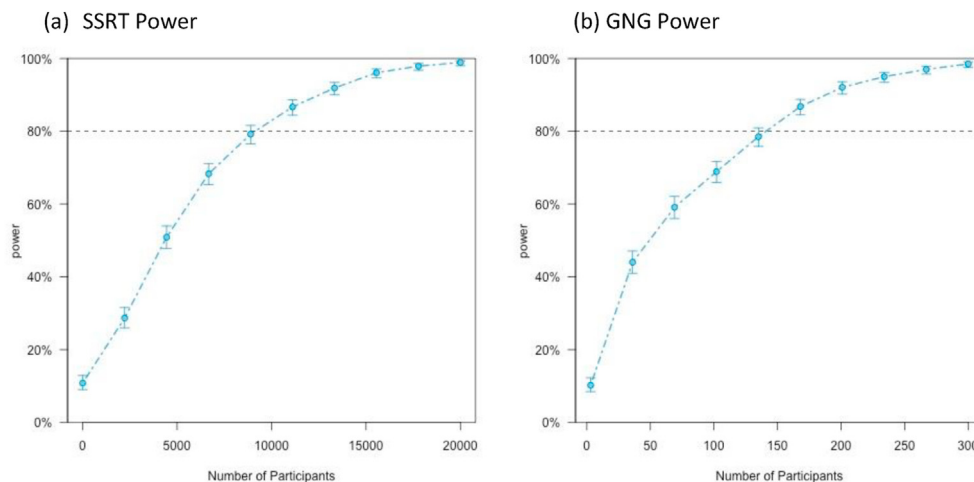 (a) SSRT Power
(b) GNG Power
100%
80%
60%
40%
20%
0%
power
0 5000 10000 15000 20000
Number of Participants
100%
80%
60%
40%
20%
0%
power
0 50 100 150 200 250 300
Number of Participants